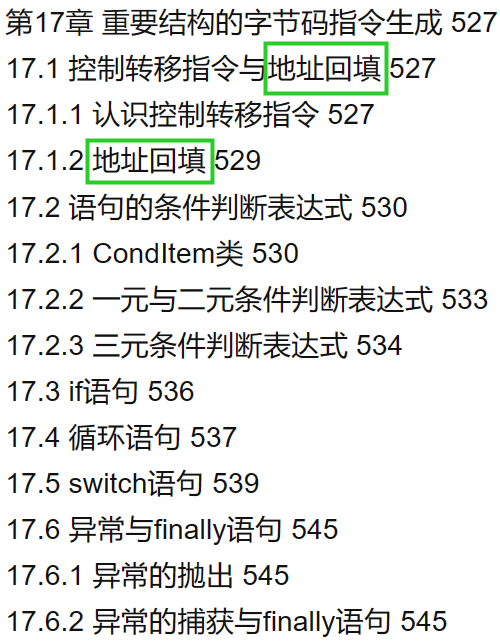 第17章 重要结构的字节码指令生成 527
17.1 控制转移指令与地址回填 527
17.1.1 认识控制转移指令 527
17.1.2 地址回填 529
17.2 语句的条件判断表达式 530
17.2.1 CondItem类 530
17.2.2 一元与二元条件判断表达式 533
17.2.3 三元条件判断表达式 534
17.3 if语句 536
17.4 循环语句 537
17.5 switch语句 539
17.6 异常与finally语句 545
17.6.1 异常的抛出 545
17.6.2 异常的捕获与finally语句 545